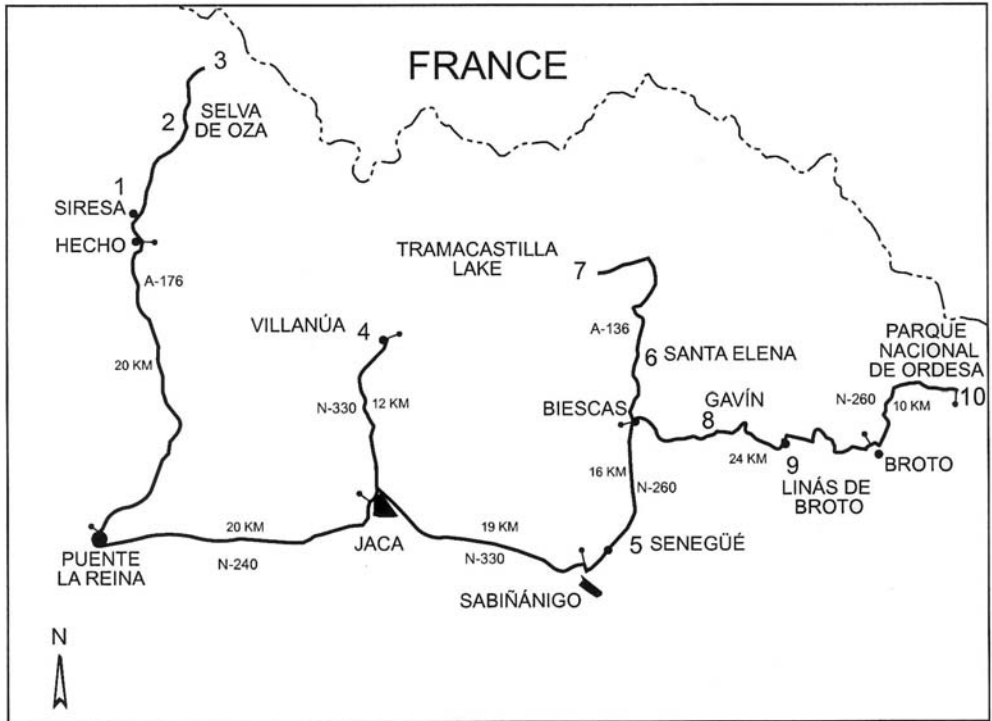 FRANCE
3
SELVA
DE OZA
2
1
SIRESA
HECHO
A-176
20 KM
TRAMACASTILLA
LAKE
7
VILLANÚA
4
N-330
12 KM
A-136
6 SANTA ELENA
BIESCAS
GAVÍN
8
PARQUE
NACIONAL
DE ORDESA
N-260
10 KM
10
24 KM
9
BROTO
LINÁS DE
BROTO
16 KM
N-260
20 KM
N-240
JACA
19 KM
N-330
5 SENEGÜÉ
SABIÑÁNIGO
PUENTE
LA REINA
N